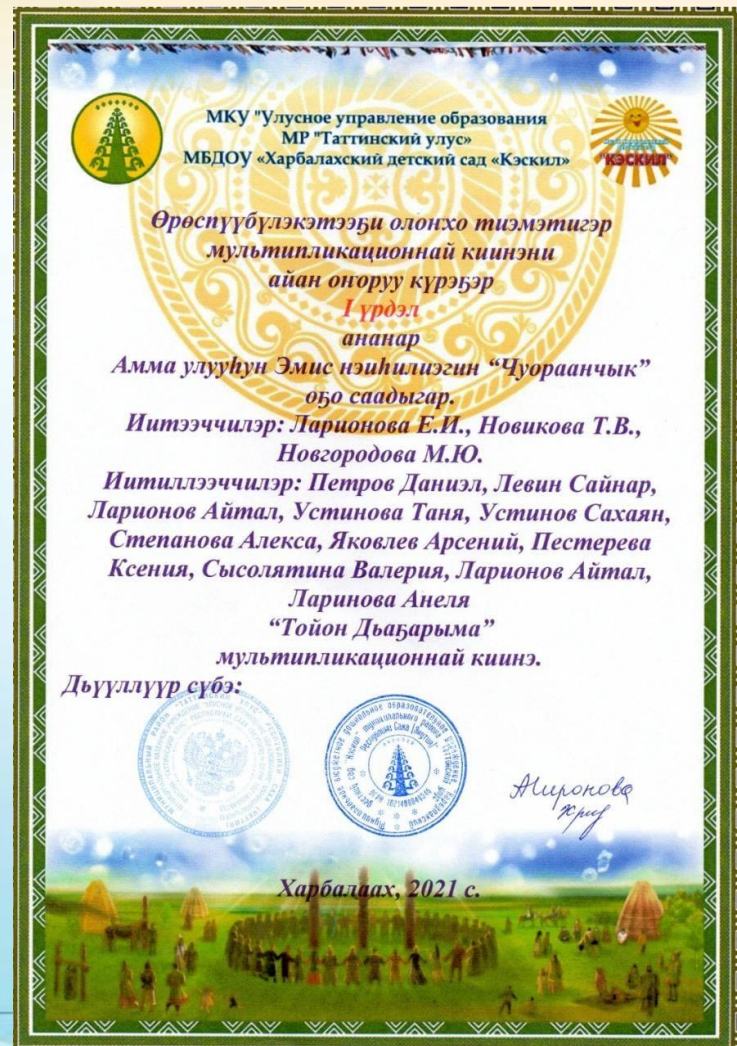 МКУ "Улусное управление образования
МР "Таттинский улус»
МБДОУ «Харбалахский детский сад «Кэскил»
"КЭСКИЛ"
Өрөспүүбүлэкэтээҕи олоҥхо тиэмэтигэр
мультипликационнай киинэни
айан оҥоруу күрэҕэр
I үрдэл
ананар
Амма улууһун Эмис нэиһилиэгин “Чуораанчык”
оҕо саадыгар.
Иитээччилэр: Ларионова Е.И., Новикова Т.В.,
Новгородова М.Ю.
Иитиллээччилэр: Петров Даниэл, Левин Сайнар,
Ларионов Айтал, Устинова Таня, Устинов Сахаян,
Степанова Алекса, Яковлев Арсений, Пестерева
Ксения, Сысолятина Валерия, Ларионов Айтал,
Ларинова Анеля
“Тойон Дьаҕарыма”
мультипликационнай киинэ.
Дьүүллүүр сүбэ:
Харбалаах, 2021 с.